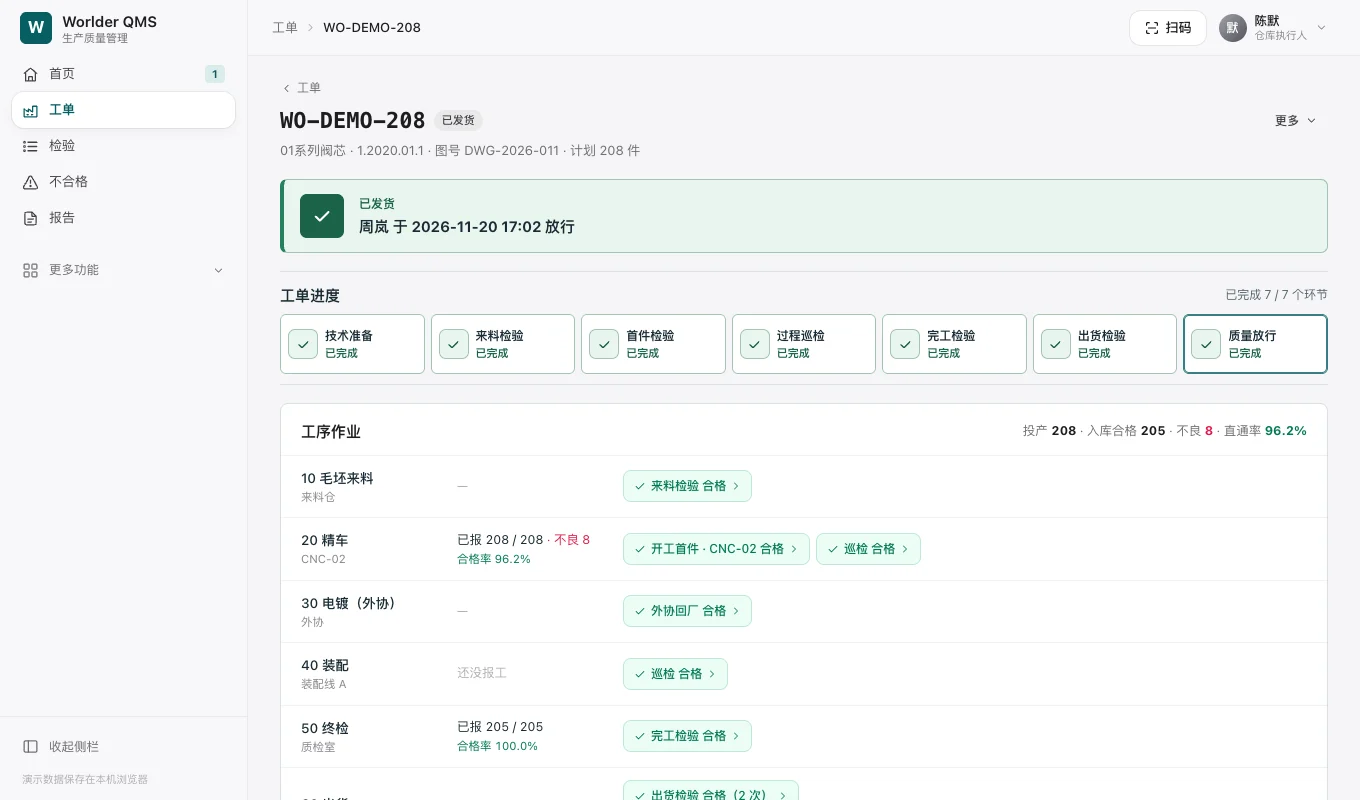 W
Worlder QMS
生产质量管理
首页
1
工单
检验
不合格
报告
更多功能
收起侧栏
演示数据保存在本机浏览器
工单
WO-DEMO-208
扫码
默
陈默
仓库执行人
工单
WO-DEMO-208
已发货
更多
01系列阀芯 · 1.2020.01.1 · 图号 DWG-2026-011 · 计划 208 件
已发货
周岚 于 2026-11-20 17:02 放行
工单进度
已完成 7 / 7 个环节
技术准备
已完成
来料检验
已完成
首件检验
已完成
过程巡检
已完成
完工检验
已完成
出货检验
已完成
质量放行
已完成
工序作业
投产 208 · 入库合格 205 · 不良 8 · 直通率 96.2%
10 毛坯来料
来料仓
—
来料检验 合格
20 精车
CNC-02
已报 208 / 208 · 不良 8
合格率 96.2%
开工首件 · CNC-02 合格
巡检 合格
30 电镀（外协）
外协
—
外协回厂 合格
40 装配
装配线 A
还没报工
巡检 合格
50 终检
质检室
已报 205 / 205
合格率 100.0%
完工检验 合格
出货检验 合格（2 次）